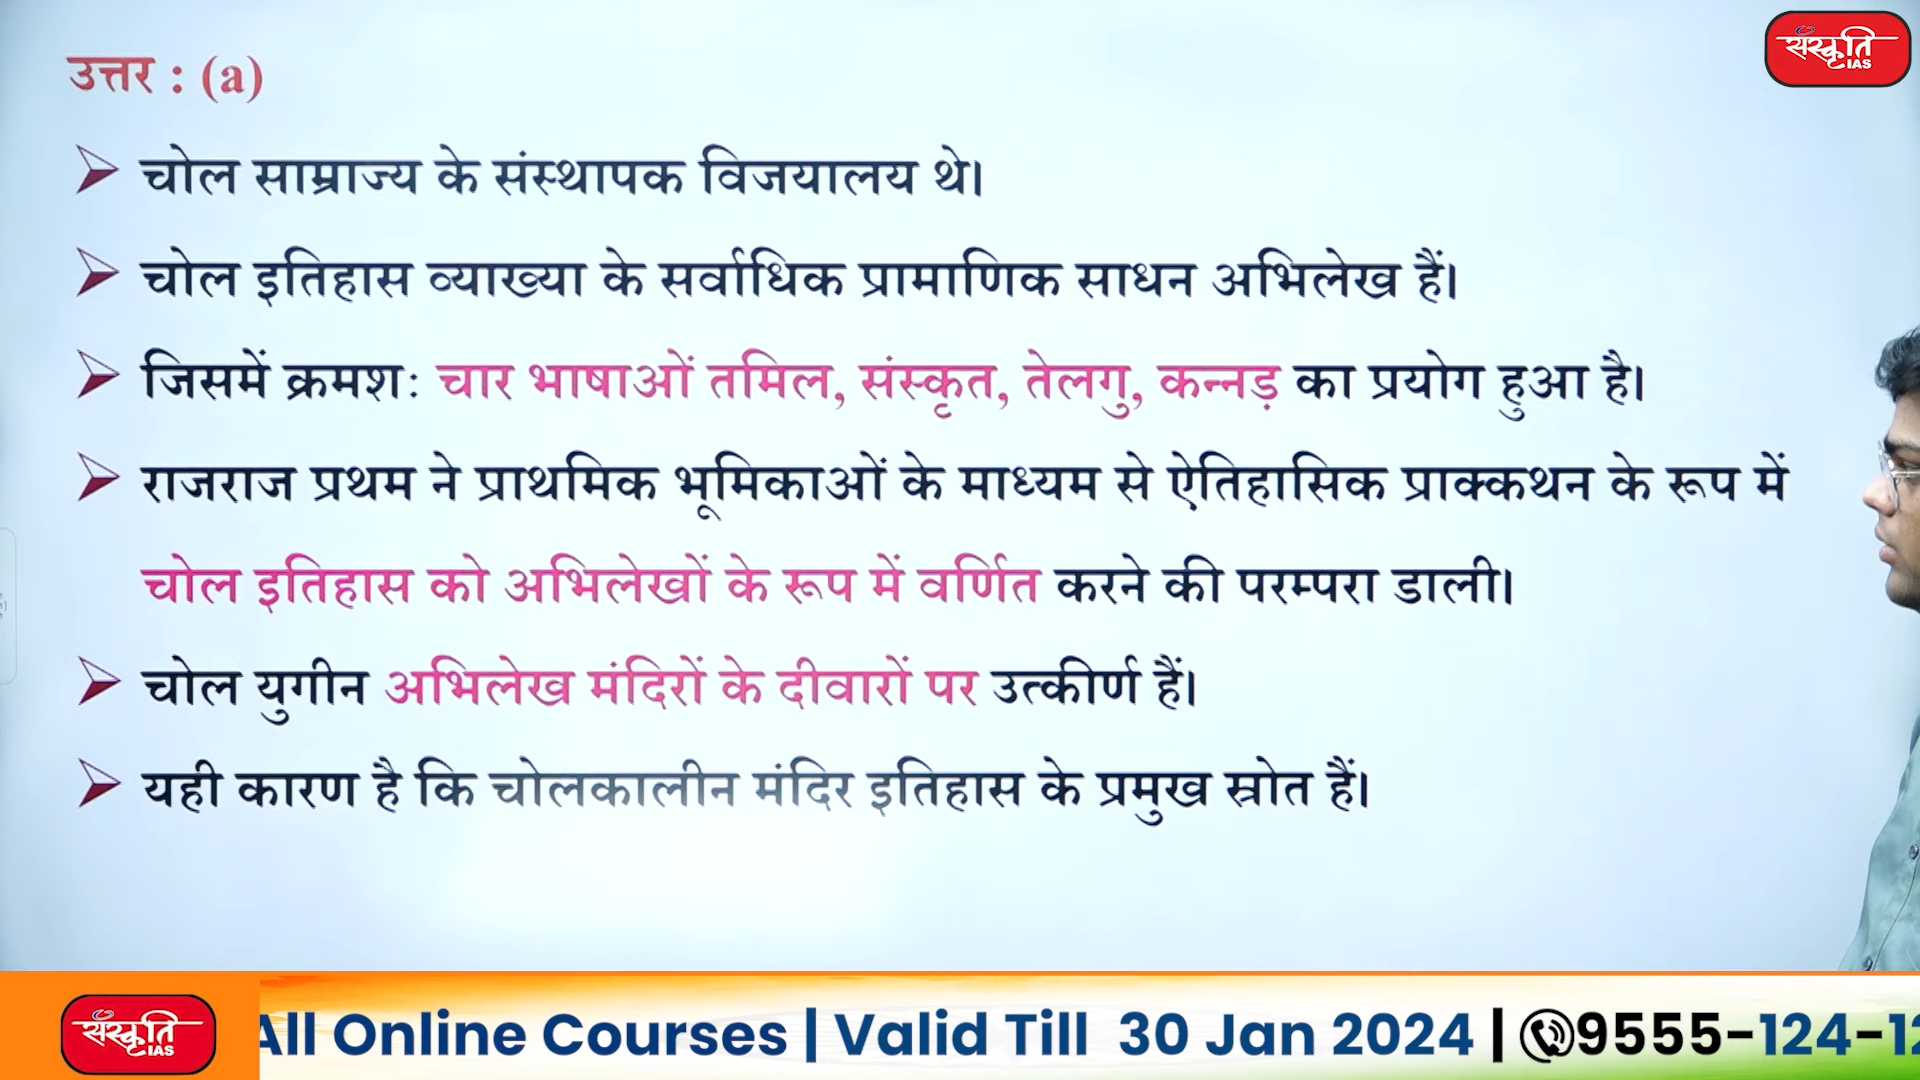 संस्कृति
IAS
उत्तर : (a)
चोल साम्राज्य के संस्थापक विजयालय थे।
चोल इतिहास व्याख्या के सर्वाधिक प्रामाणिक साधन अभिलेख हैं।
जिसमें क्रमशः चार भाषाओं तमिल, संस्कृत, तेलगु, कन्नड़ का प्रयोग हुआ है।
राजराज प्रथम ने प्राथमिक भूमिकाओं के माध्यम से ऐतिहासिक प्राक्कथन के रूप में
चोल इतिहास को अभिलेखों के रूप में वर्णित करने की परम्परा डाली।
चोल युगीन अभिलेख मंदिरों के दीवारों पर उत्कीर्ण हैं।
यही कारण है कि चोलकालीन मंदिर इतिहास के प्रमुख स्रोत हैं।
संस्कृति
IAS
All Online Courses | Valid Till 30 Jan 2024 | 9555-124-12